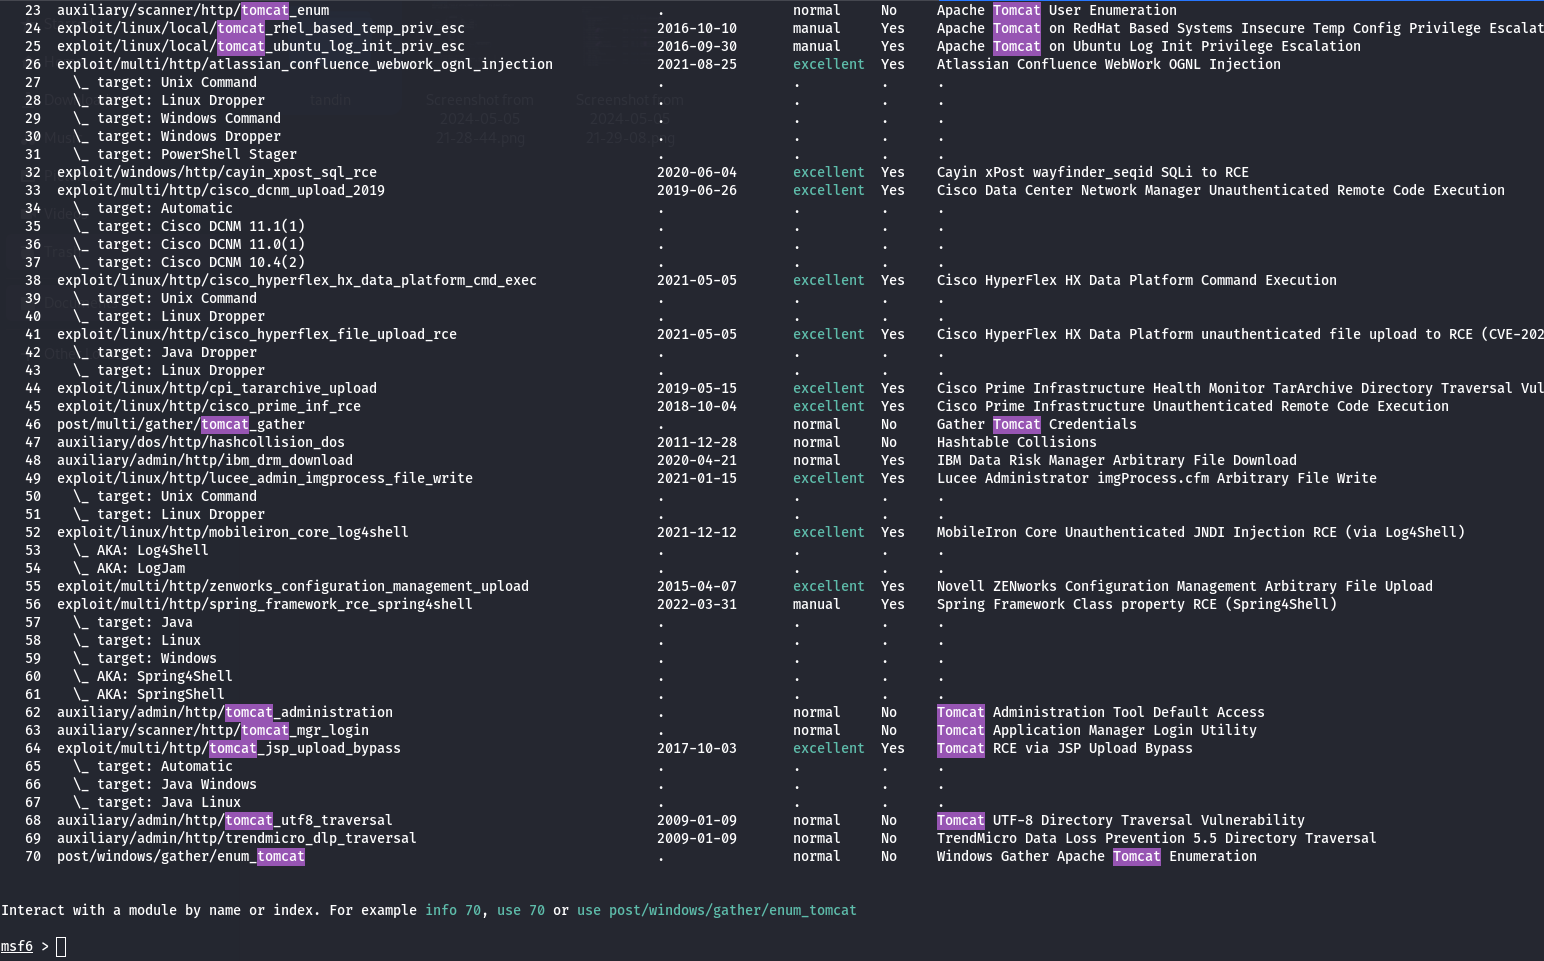 23 auxiliary/scanner/http/tomcat_enum . normal No Apache Tomcat User Enumeration
24 exploit/linux/local/tomcat_rhel_based_temp_priv_esc 2016-10-10 manual Yes Apache Tomcat on RedHat Based Systems Insecure Temp Config Privilege Escalat
25 exploit/linux/local/tomcat_ubuntu_log_init_priv_esc 2016-09-30 manual Yes Apache Tomcat on Ubuntu Log Init Privilege Escalation
26 exploit/multi/http/atlassian_confluence_webwork_ognl_injection 2021-08-25 excellent Yes Atlassian Confluence WebWork OGNL Injection
27 \_ target: Unix Command . . . .
28 \_ target: Linux Dropper . . . .
29 \_ target: Windows Command . . . .
30 \_ target: Windows Dropper . . . .
31 \_ target: PowerShell Stager . . . .
32 exploit/windows/http/cayin_xpost_sql_rce 2020-06-04 excellent Yes Cayin xPost wayfinder_seqid SQLi to RCE
33 exploit/multi/http/cisco_dcnm_upload_2019 2019-06-26 excellent Yes Cisco Data Center Network Manager Unauthenticated Remote Code Execution
34 \_ target: Automatic . . . .
35 \_ target: Cisco DCNM 11.1(1) . . . .
36 \_ target: Cisco DCNM 11.0(1) . . . .
37 \_ target: Cisco DCNM 10.4(2) . . . .
38 exploit/linux/http/cisco_hyperflex_hx_data_platform_cmd_exec 2021-05-05 excellent Yes Cisco HyperFlex HX Data Platform Command Execution
39 \_ target: Unix Command . . . .
40 \_ target: Linux Dropper . . . .
41 exploit/linux/http/cisco_hyperflex_file_upload_rce 2021-05-05 excellent Yes Cisco HyperFlex HX Data Platform unauthenticated file upload to RCE (CVE-202
42 \_ target: Java Dropper . . . .
43 \_ target: Linux Dropper . . . .
44 exploit/linux/http/cpi_tararchive_upload 2019-05-15 excellent Yes Cisco Prime Infrastructure Health Monitor TarArchive Directory Traversal Vul
45 exploit/linux/http/cisco_prime_inf_rce 2018-10-04 excellent Yes Cisco Prime Infrastructure Unauthenticated Remote Code Execution
46 post/multi/gather/tomcat_gather . normal No Gather Tomcat Credentials
47 auxiliary/dos/http/hashcollision_dos 2011-12-28 normal No Hashtable Collisions
48 auxiliary/admin/http/ibm_drm_download 2020-04-21 normal Yes IBM Data Risk Manager Arbitrary File Download
49 exploit/linux/http/lucee_admin_imgprocess_file_write 2021-01-15 excellent Yes Lucee Administrator imgProcess.cfm Arbitrary File Write
50 \_ target: Unix Command . . . .
51 \_ target: Linux Dropper . . . .
52 exploit/linux/http/mobileiron_core_log4shell 2021-12-12 excellent Yes MobileIron Core Unauthenticated JNDI Injection RCE (via Log4Shell)
53 \_ AKA: Log4Shell . . . .
54 \_ AKA: LogJam . . . .
55 exploit/multi/http/zenworks_configuration_management_upload 2015-04-07 excellent Yes Novell ZENworks Configuration Management Arbitrary File Upload
56 exploit/multi/http/spring_framework_rce_spring4shell 2022-03-31 manual Yes Spring Framework Class property RCE (Spring4Shell)
57 \_ target: Java . . . .
58 \_ target: Linux . . . .
59 \_ target: Windows . . . .
60 \_ AKA: Spring4Shell . . . .
61 \_ AKA: SpringShell . . . .
62 auxiliary/admin/http/tomcat_administration . normal No Tomcat Administration Tool Default Access
63 auxiliary/scanner/http/tomcat_mgr_login . normal No Tomcat Application Manager Login Utility
64 exploit/multi/http/tomcat_jsp_upload_bypass 2017-10-03 excellent Yes Tomcat RCE via JSP Upload Bypass
65 \_ target: Automatic . . . .
66 \_ target: Java Windows . . . .
67 \_ target: Java Linux . . . .
68 auxiliary/admin/http/tomcat_utf8_traversal 2009-01-09 normal No Tomcat UTF-8 Directory Traversal Vulnerability
69 auxiliary/admin/http/trendmicro_dlp_traversal 2009-01-09 normal No TrendMicro Data Loss Prevention 5.5 Directory Traversal
70 post/windows/gather/enum_tomcat . normal No Windows Gather Apache Tomcat Enumeration
Interact with a module by name or index. For example info 70, use 70 or use post/windows/gather/enum_tomcat
msf6 >
tandin
Screenshot from
2024-05-05
21-28-44.png
Screenshot from
2024-05-05
21-29-08.png